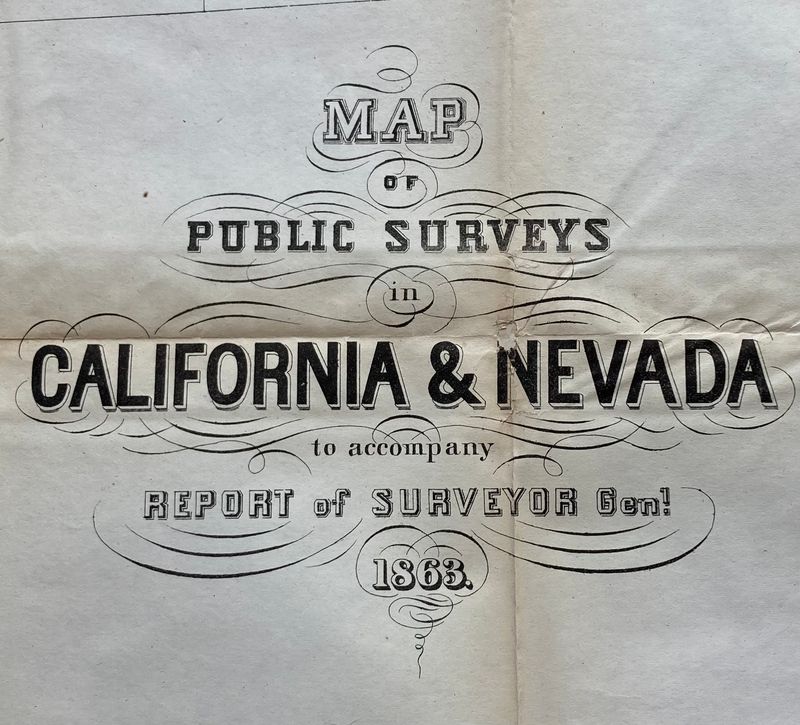 MAP
OF
PUBLIC SURVEYS
in
CALIFORNIA & NEVADA
to accompany
REPORT of SURVEYOR Genl
1863.